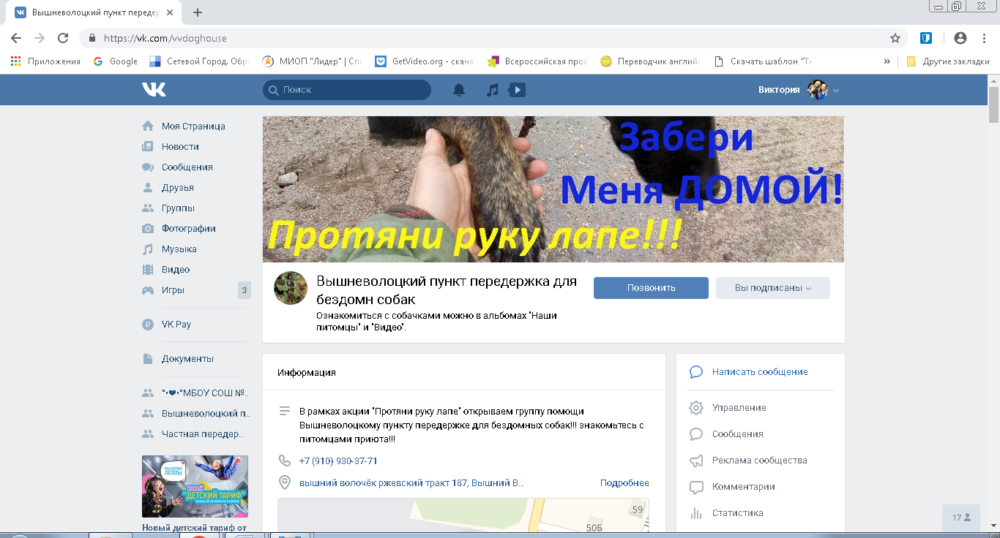 Вышневолоцкий пункт передер
https://vk.com/vvdoghouse
Приложения
Google
Сетевой Город. Обр
МИОП "Лидер" | Спи
GetVideo.org - скача
Всероссийская проф
Переводчик английс
Скачать шаблон "Ти
»
Другие закладки
Поиск
Виктория
Моя Страница
Новости
Сообщения
Друзья
Группы
Фотографии
Музыка
Видео
Игры
3
VK Pay
Документы
°•❤•°МБОУ СОШ №..
Вышневолоцкий п..
Частная передер..
МЫ ХОТИМ
ЛЕТАТЬ!
НОВЫЙ
"ДЕТСКИЙ ТАРИФ"
Новый детский тариф от
Забери
Меня ДОМОЙ!
Протяни руку лапе!!!
Вышневолоцкий пункт передержка для
бездомн собак
Ознакомиться с собачками можно в альбомах "Наши
питомцы" и "Видео".
Позвонить
Вы подписаны
Информация
В рамках акции "Протяни руку лапе" открываем группу помощи
Вышневолоцкому пункту передержке для бездомных собак!!! знакомьтесь с
питомцами приюта!!!
+7 (910) 930-37-71
вышний волочёк ржевский тракт 187, Вышний В...
Подробнее
59
50Б
Написать сообщение
Управление
Сообщения
Реклама сообщества
Комментарии
Статистика
17